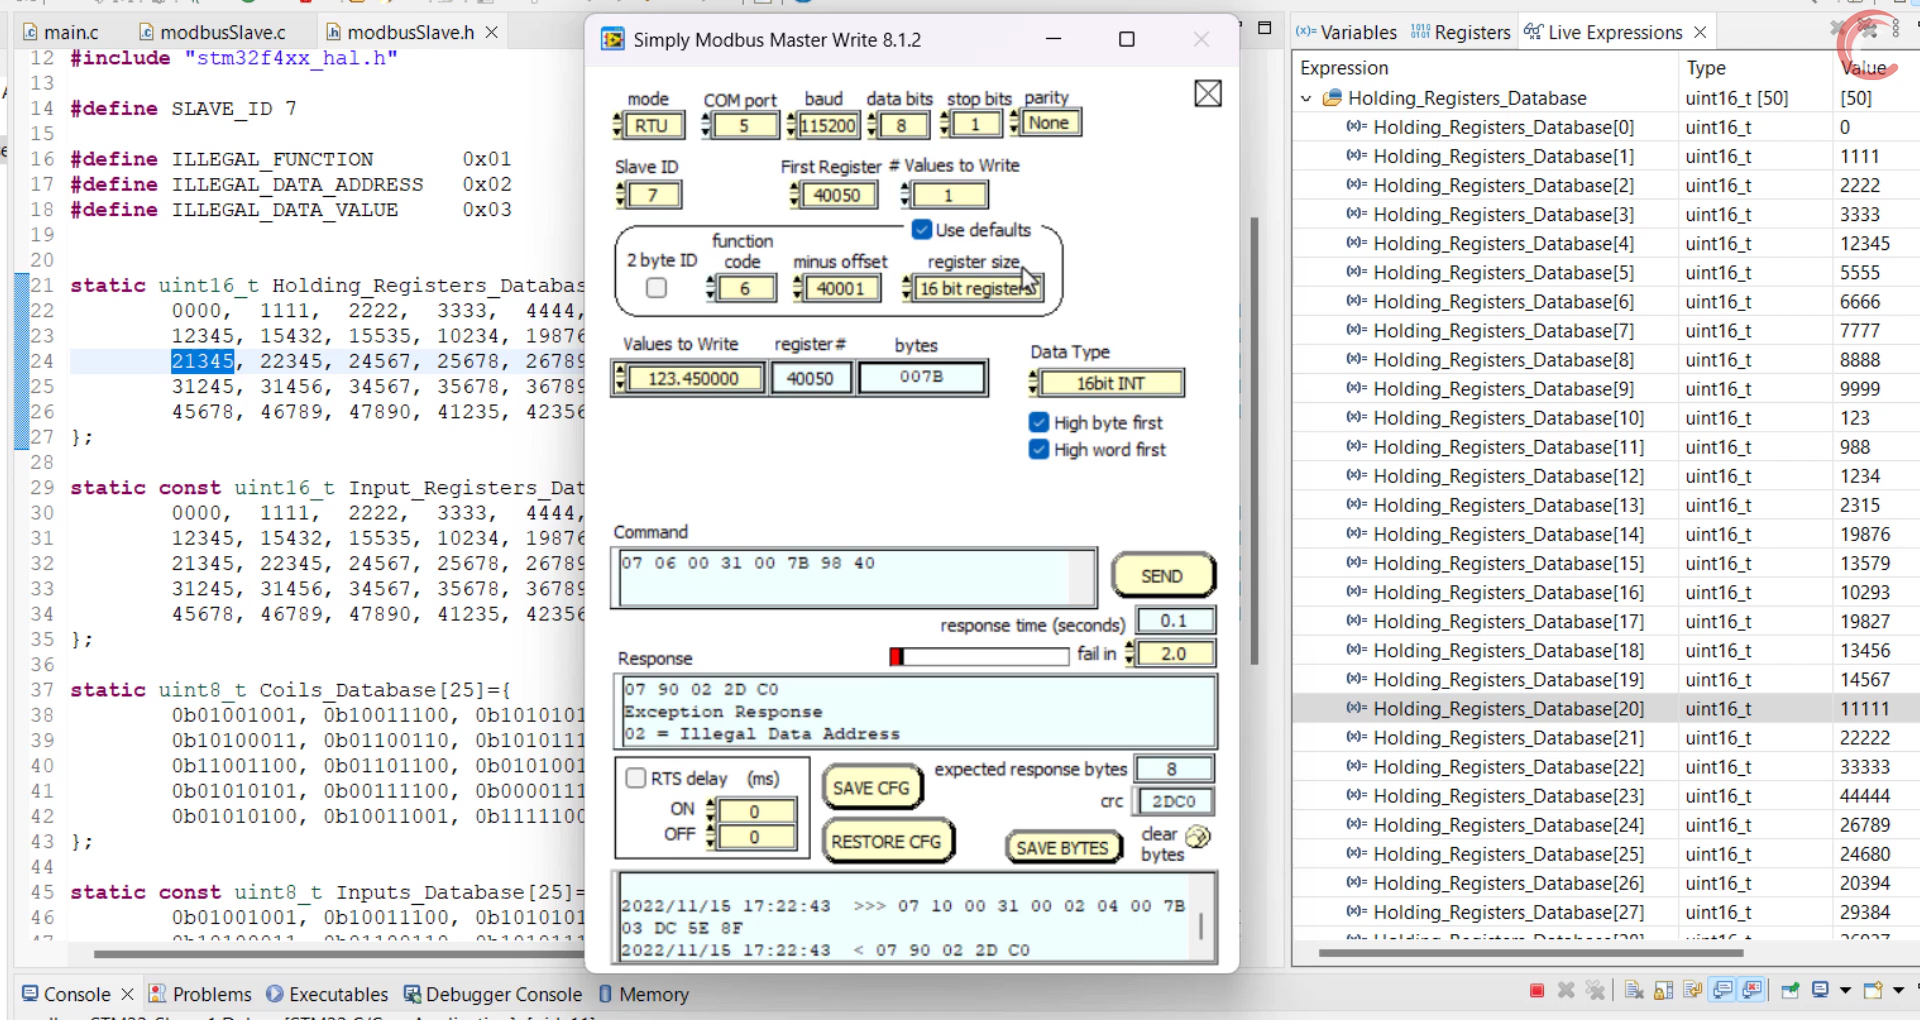 main.c
modbusSlave.c
modbusSlave.h
12 #include "stm32f4xx_hal.h"
13
14 #define SLAVE_ID 7
15
16 #define ILLEGAL_FUNCTION 0x01
17 #define ILLEGAL_DATA_ADDRESS 0x02
18 #define ILLEGAL_DATA_VALUE 0x03
19
20
21 static uint16_t Holding_Registers_Databas
22 0000, 1111, 2222, 3333, 4444,
23 12345, 15432, 15535, 10234, 19876
24 21345, 22345, 24567, 25678, 26789
25 31245, 31456, 34567, 35678, 36789
26 45678, 46789, 47890, 41235, 42356
27 };
28
29 static const uint16_t Input_Registers_Dat
30 0000, 1111, 2222, 3333, 4444,
31 12345, 15432, 15535, 10234, 19876
32 21345, 22345, 24567, 25678, 26789
33 31245, 31456, 34567, 35678, 36789
34 45678, 46789, 47890, 41235, 42356
35 };
36
37 static uint8_t Coils_Database[25]={
38 0b01001001, 0b10011100, 0b1010101
39 0b10100011, 0b01100110, 0b1010111
40 0b11001100, 0b01101100, 0b0101001
41 0b01010101, 0b00111100, 0b0000111
42 0b01010100, 0b10011001, 0b1111100
43 };
44
45 static const uint8_t Inputs_Database[25]=
46 0b01001001, 0b10011100, 0b1010101
Simply Modbus Master Write 8.1.2
mode COM port baud data bits stop bits parity
RTU 5 115200 8 1 None
Slave ID First Register # Values to Write
7 40050 1
Use defaults
2 byte ID function code minus offset register size
6 40001 16 bit registers
Values to Write register# bytes
123.450000 40050 007B
Data Type
16bit INT
High byte first
High word first
Command
07 06 00 31 00 7B 98 40
SEND
response time (seconds) 0.1
Response fail in 2.0
07 90 02 2D C0
Exception Response
02 = Illegal Data Address
RTS delay (ms)
ON 0
OFF 0
SAVE CFG
RESTORE CFG
expected response bytes 8
crc 2DC0
SAVE BYTES
clear bytes
2022/11/15 17:22:43 >>> 07 10 00 31 00 02 04 00 7B
03 DC 5E 8F
2022/11/15 17:22:43 < 07 90 02 2D C0
Variables Registers Live Expressions
Expression Type Value
Holding_Registers_Database uint16_t [50] [50]
Holding_Registers_Database[0] uint16_t 0
Holding_Registers_Database[1] uint16_t 1111
Holding_Registers_Database[2] uint16_t 2222
Holding_Registers_Database[3] uint16_t 3333
Holding_Registers_Database[4] uint16_t 12345
Holding_Registers_Database[5] uint16_t 5555
Holding_Registers_Database[6] uint16_t 6666
Holding_Registers_Database[7] uint16_t 7777
Holding_Registers_Database[8] uint16_t 8888
Holding_Registers_Database[9] uint16_t 9999
Holding_Registers_Database[10] uint16_t 123
Holding_Registers_Database[11] uint16_t 988
Holding_Registers_Database[12] uint16_t 1234
Holding_Registers_Database[13] uint16_t 2315
Holding_Registers_Database[14] uint16_t 19876
Holding_Registers_Database[15] uint16_t 13579
Holding_Registers_Database[16] uint16_t 10293
Holding_Registers_Database[17] uint16_t 19827
Holding_Registers_Database[18] uint16_t 13456
Holding_Registers_Database[19] uint16_t 14567
Holding_Registers_Database[20] uint16_t 11111
Holding_Registers_Database[21] uint16_t 22222
Holding_Registers_Database[22] uint16_t 33333
Holding_Registers_Database[23] uint16_t 44444
Holding_Registers_Database[24] uint16_t 26789
Holding_Registers_Database[25] uint16_t 24680
Holding_Registers_Database[26] uint16_t 20394
Holding_Registers_Database[27] uint16_t 29384
Console Problems Executables Debugger Console Memory